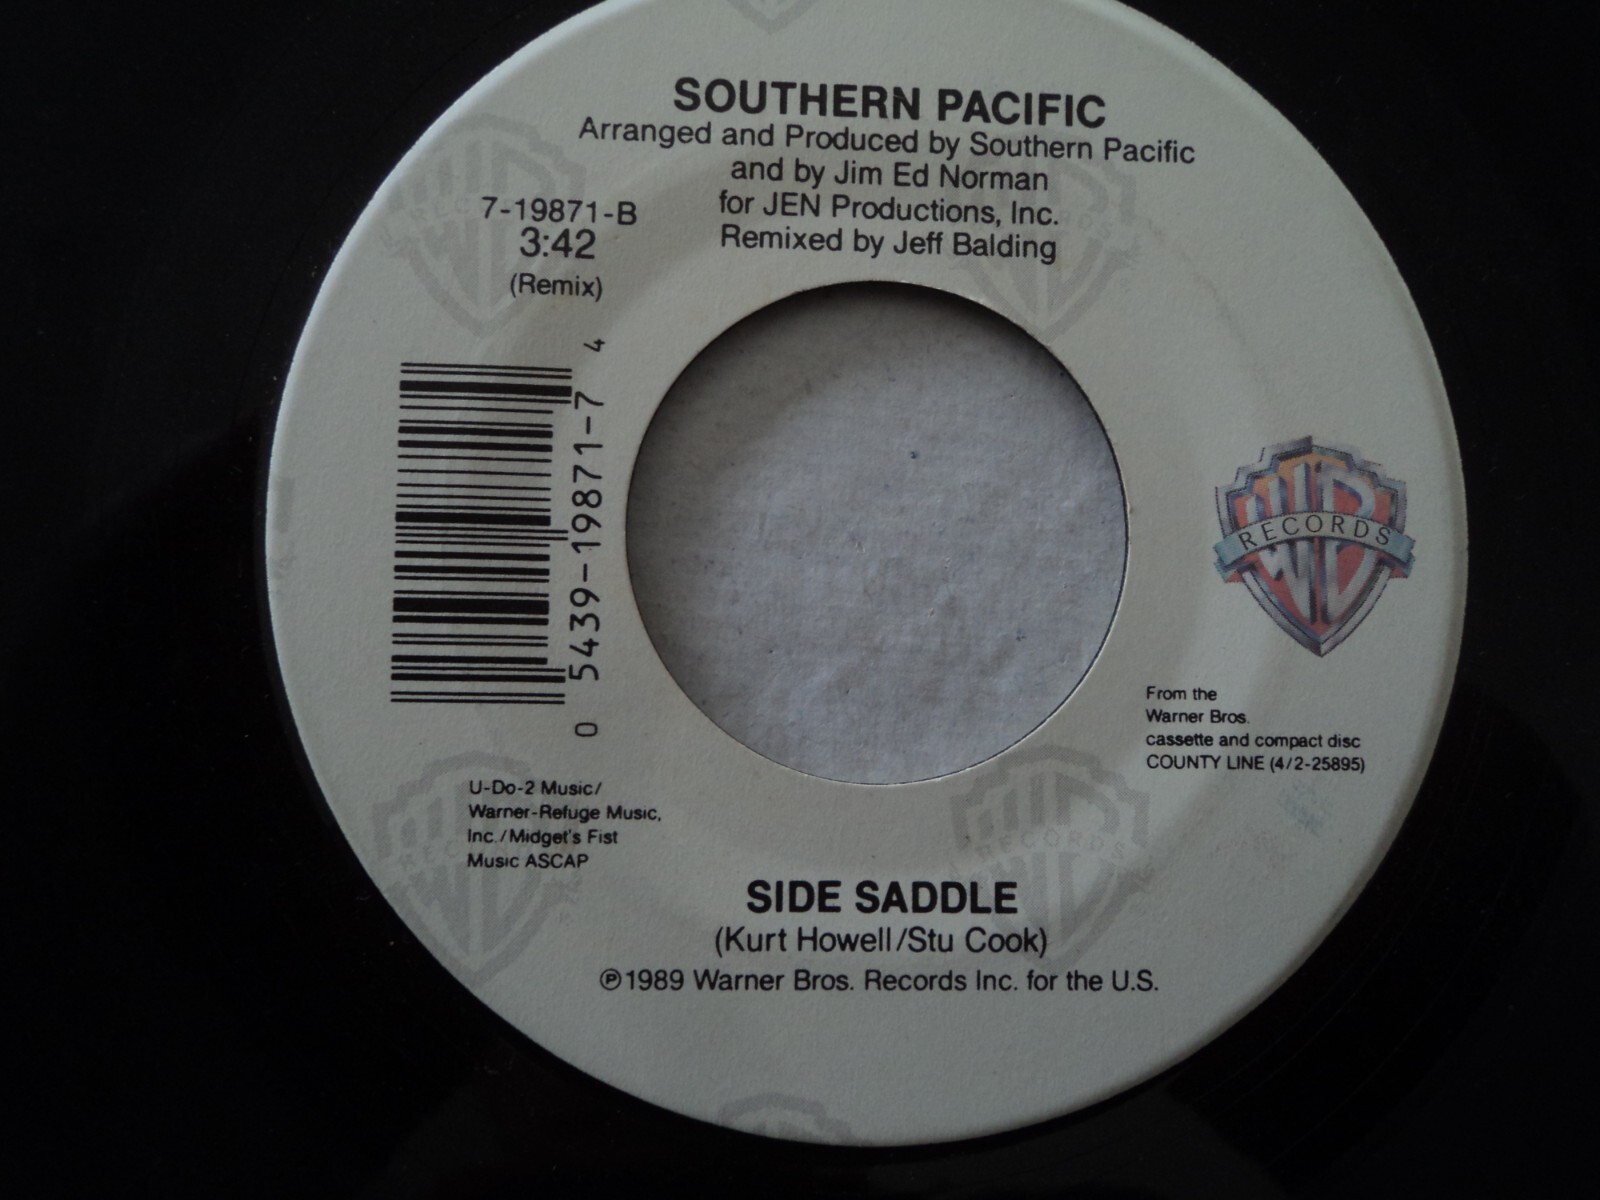 SOUTHERN PACIFIC
Arranged and Produced by Southern Pacific
and by Jim Ed Norman
for JEN Productions, Inc.
Remixed by Jeff Balding
7-19871-B
3:42
(Remix)
0 5439-19871-7 4
WB
RECORDS
From the
Warner Bros.
cassette and compact disc
COUNTY LINE (4/2-25895)
U-Do-2 Music/
Warner-Refuge Music,
Inc./Midget's Fist
Music ASCAP
SIDE SADDLE
(Kurt Howell/Stu Cook)
℗1989 Warner Bros. Records Inc. for the U.S.